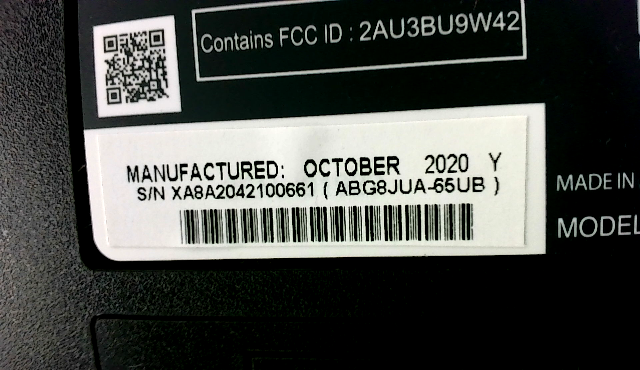 Contains FCC ID : 2AU3BU9W42
MANUFACTURED: OCTOBER 2020 Y
S/N XA8A2042100661 ( ABG8JUA-65UB )
MADE IN
MODEL